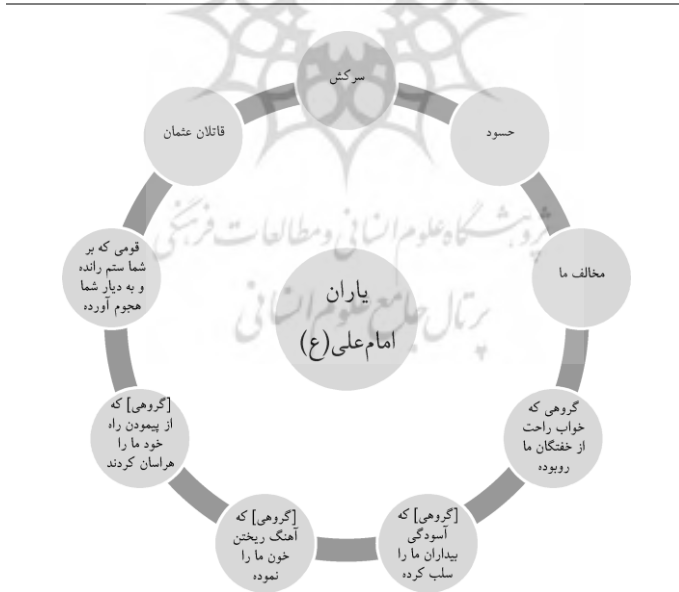 سرکش
حسود
مخالف ما
گروهی که
خواب راحت
از خفتگان ما
ربوده
[گروهی] که
آسودگی
بیداران ما را
سلب کرده
[گروهی] که
آهنگ ریختن
خون ما را
نموده
[گروهی] که
از پیمودن راه
خود ما را
هراسان کردند
قومی که بر
شما ستم رانده
و به دیار شما
هجوم آورده
قاتلان عثمان
یاران
امام‌علی(ع)
پژوهشگاه علوم انسانی و مطالعات فرهنگی
پرتال جامع علوم انسانی